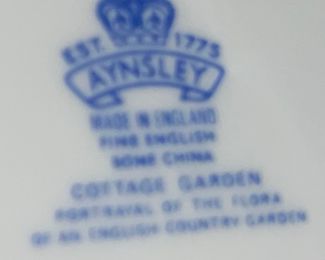 EST. 1775
AYNSLEY
MADE IN ENGLAND
FINE ENGLISH
BONE CHINA
COTTAGE GARDEN
PORTRAYAL OF THE FLORA
OF AN ENGLISH COUNTRY GARDEN